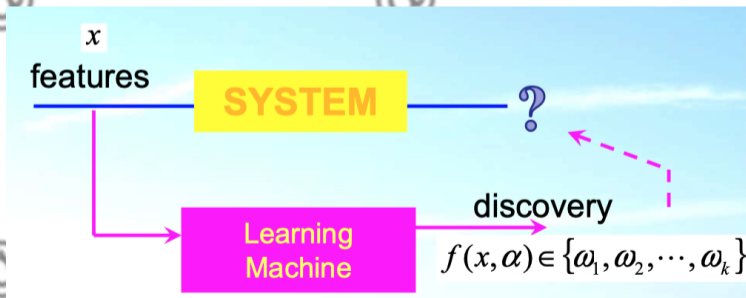 x
features
SYSTEM
?
discovery
Learning
Machine
f(x,α)∈{ω₁,ω₂,⋯,ωₖ}